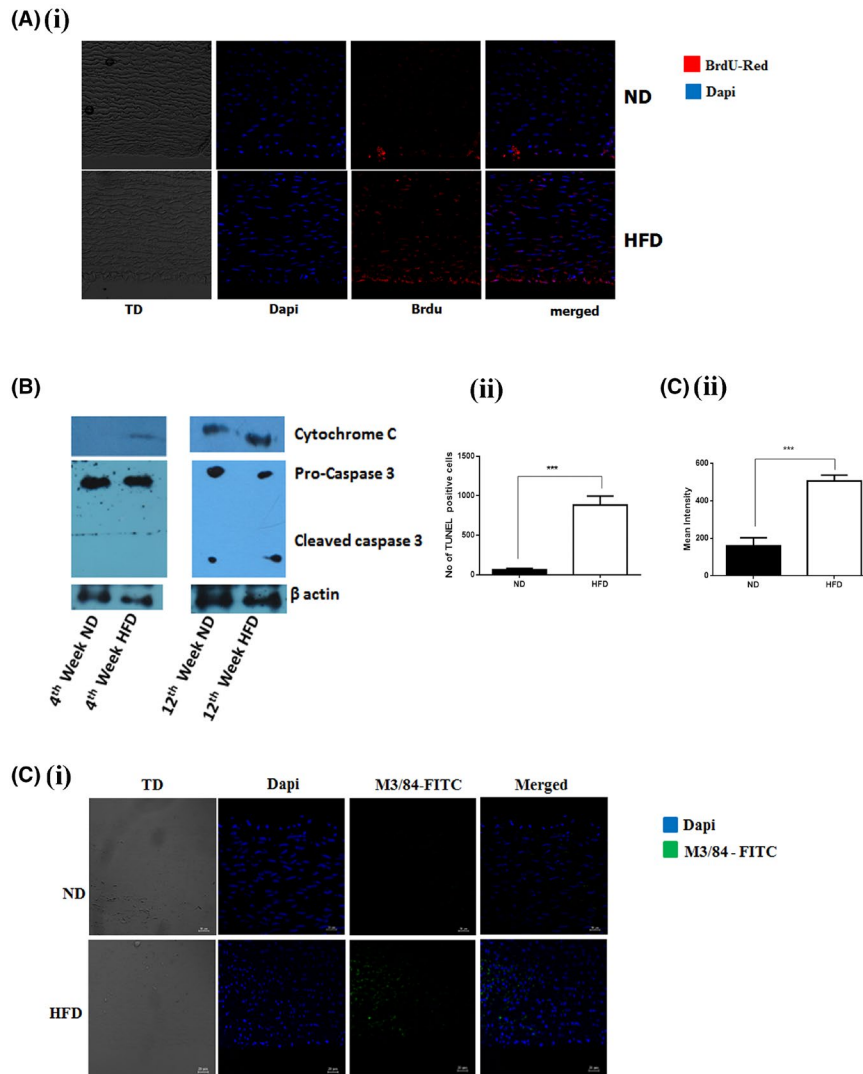 (A) (i)
BrdU-Red
Dapi
ND
HFD
TD Dapi Brdu merged
(B)
Cytochrome C
Pro-Caspase 3
Cleaved caspase 3
β actin
4th Week ND
4th Week HFD
12th Week ND
12th Week HFD
(ii)
No of TUNEL positive cells
1500
1000
500
0
***
ND HFD
(C) (ii)
Mean Intensity
600
400
200
0
***
ND HFD
(C) (i)
TD Dapi M3/84-FITC Merged
ND
HFD
Dapi
M3/84 - FITC